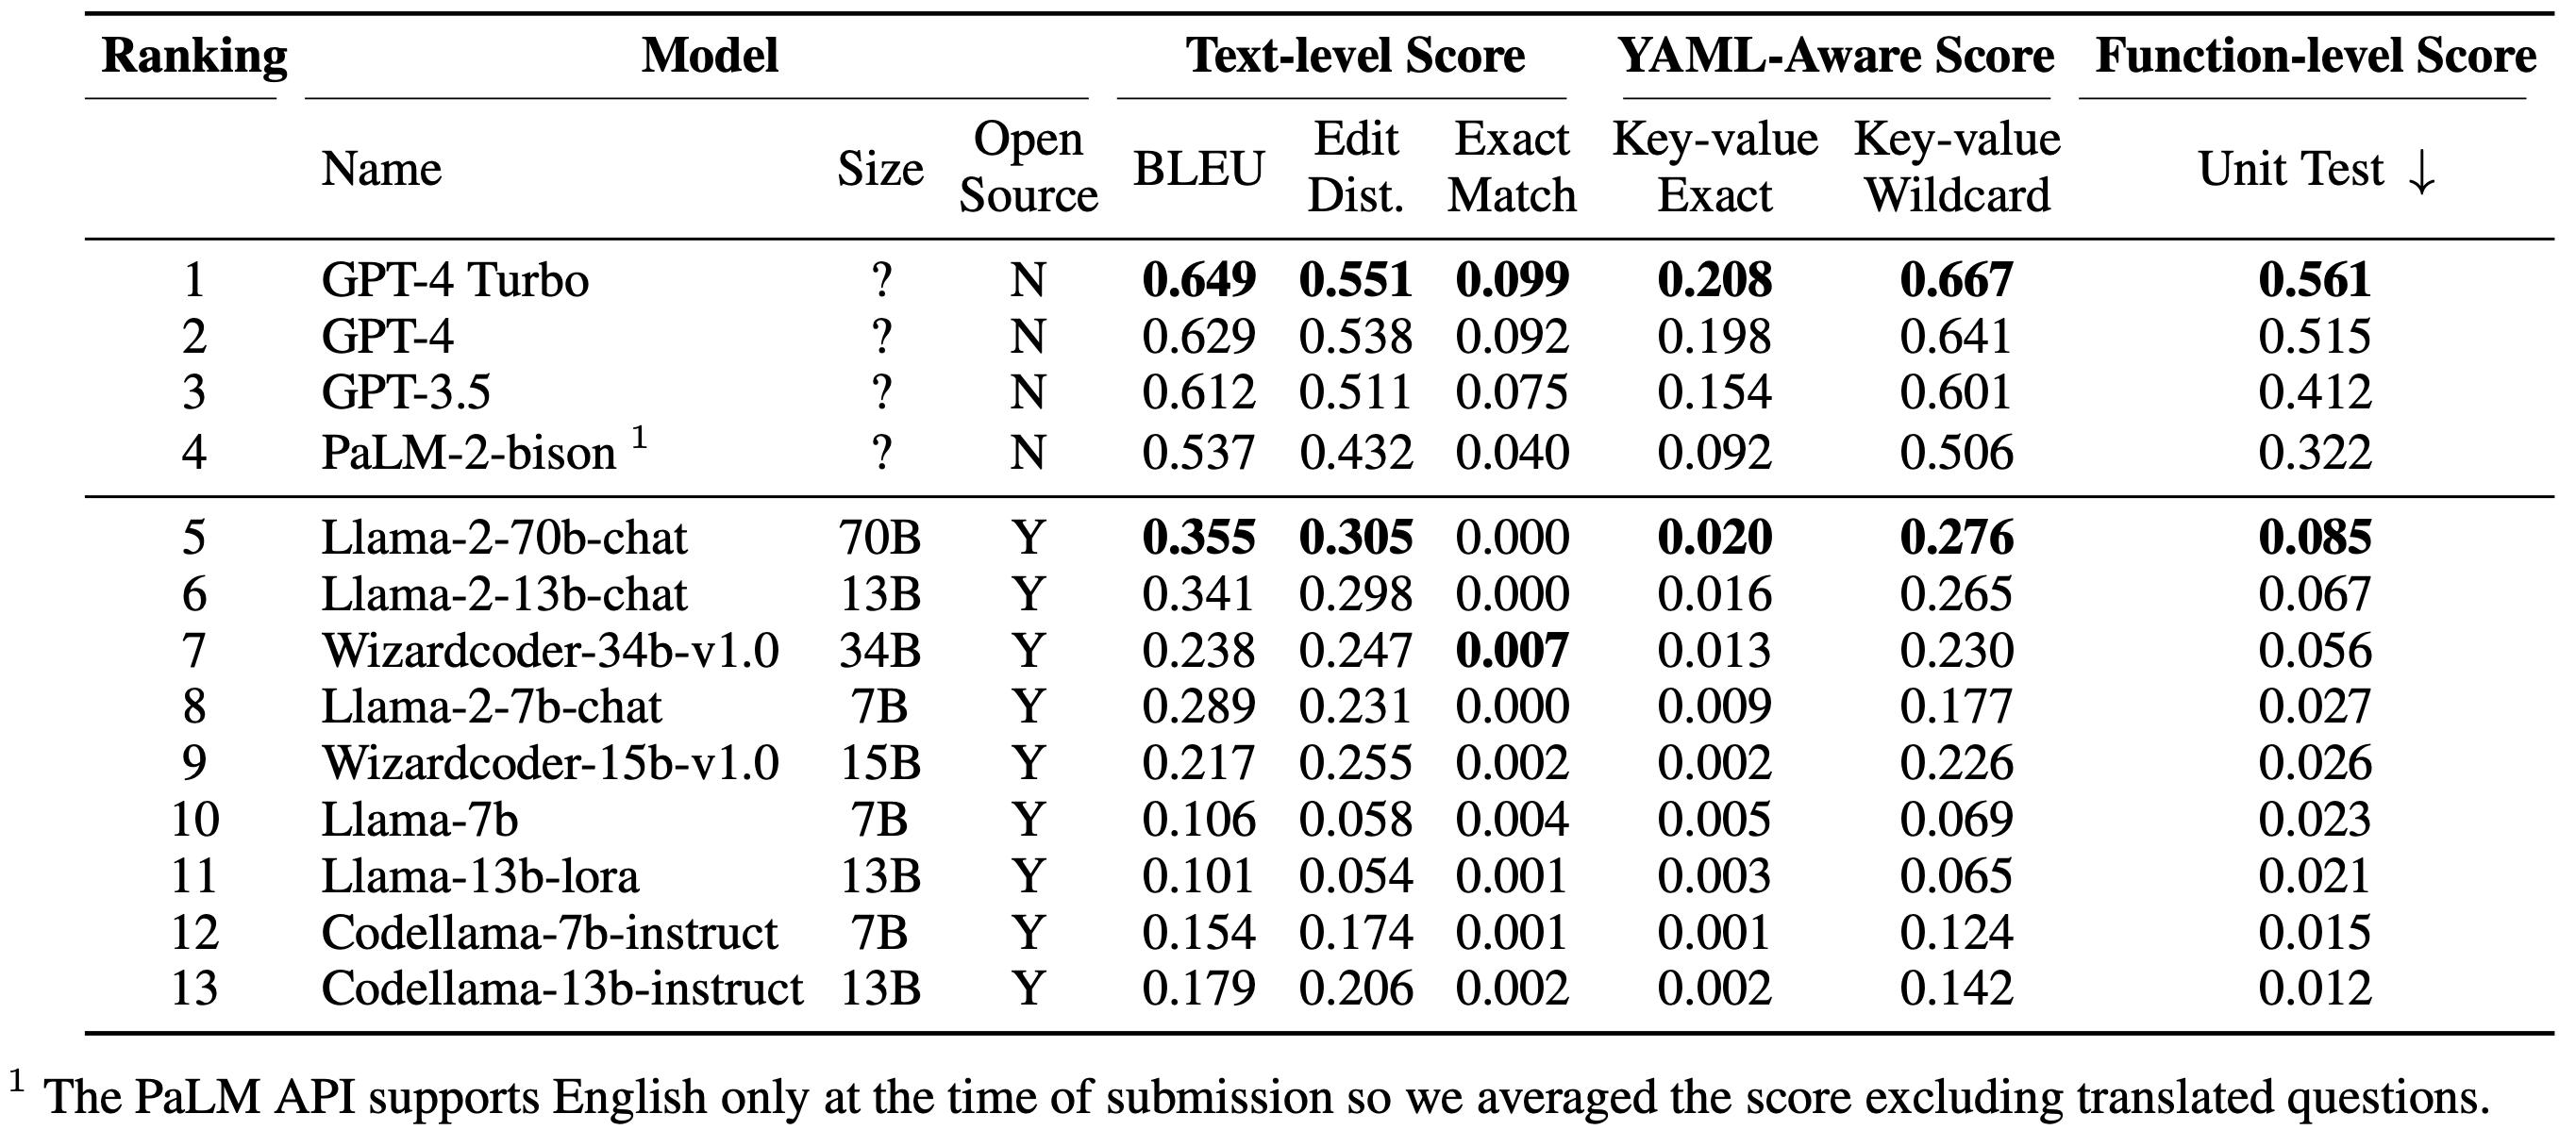 Ranking Model Text-level Score YAML-Aware Score Function-level Score
Name Size Open Source BLEU Edit Dist. Exact Match Key-value Exact Key-value Wildcard Unit Test ↓
1 GPT-4 Turbo ? N 0.649 0.551 0.099 0.208 0.667 0.561
2 GPT-4 ? N 0.629 0.538 0.092 0.198 0.641 0.515
3 GPT-3.5 ? N 0.612 0.511 0.075 0.154 0.601 0.412
4 PaLM-2-bison 1 ? N 0.537 0.432 0.040 0.092 0.506 0.322
5 Llama-2-70b-chat 70B Y 0.355 0.305 0.000 0.020 0.276 0.085
6 Llama-2-13b-chat 13B Y 0.341 0.298 0.000 0.016 0.265 0.067
7 Wizardcoder-34b-v1.0 34B Y 0.238 0.247 0.007 0.013 0.230 0.056
8 Llama-2-7b-chat 7B Y 0.289 0.231 0.000 0.009 0.177 0.027
9 Wizardcoder-15b-v1.0 15B Y 0.217 0.255 0.002 0.002 0.226 0.026
10 Llama-7b 7B Y 0.106 0.058 0.004 0.005 0.069 0.023
11 Llama-13b-lora 13B Y 0.101 0.054 0.001 0.003 0.065 0.021
12 Codellama-7b-instruct 7B Y 0.154 0.174 0.001 0.001 0.124 0.015
13 Codellama-13b-instruct 13B Y 0.179 0.206 0.002 0.002 0.142 0.012
1 The PaLM API supports English only at the time of submission so we averaged the score excluding translated questions.